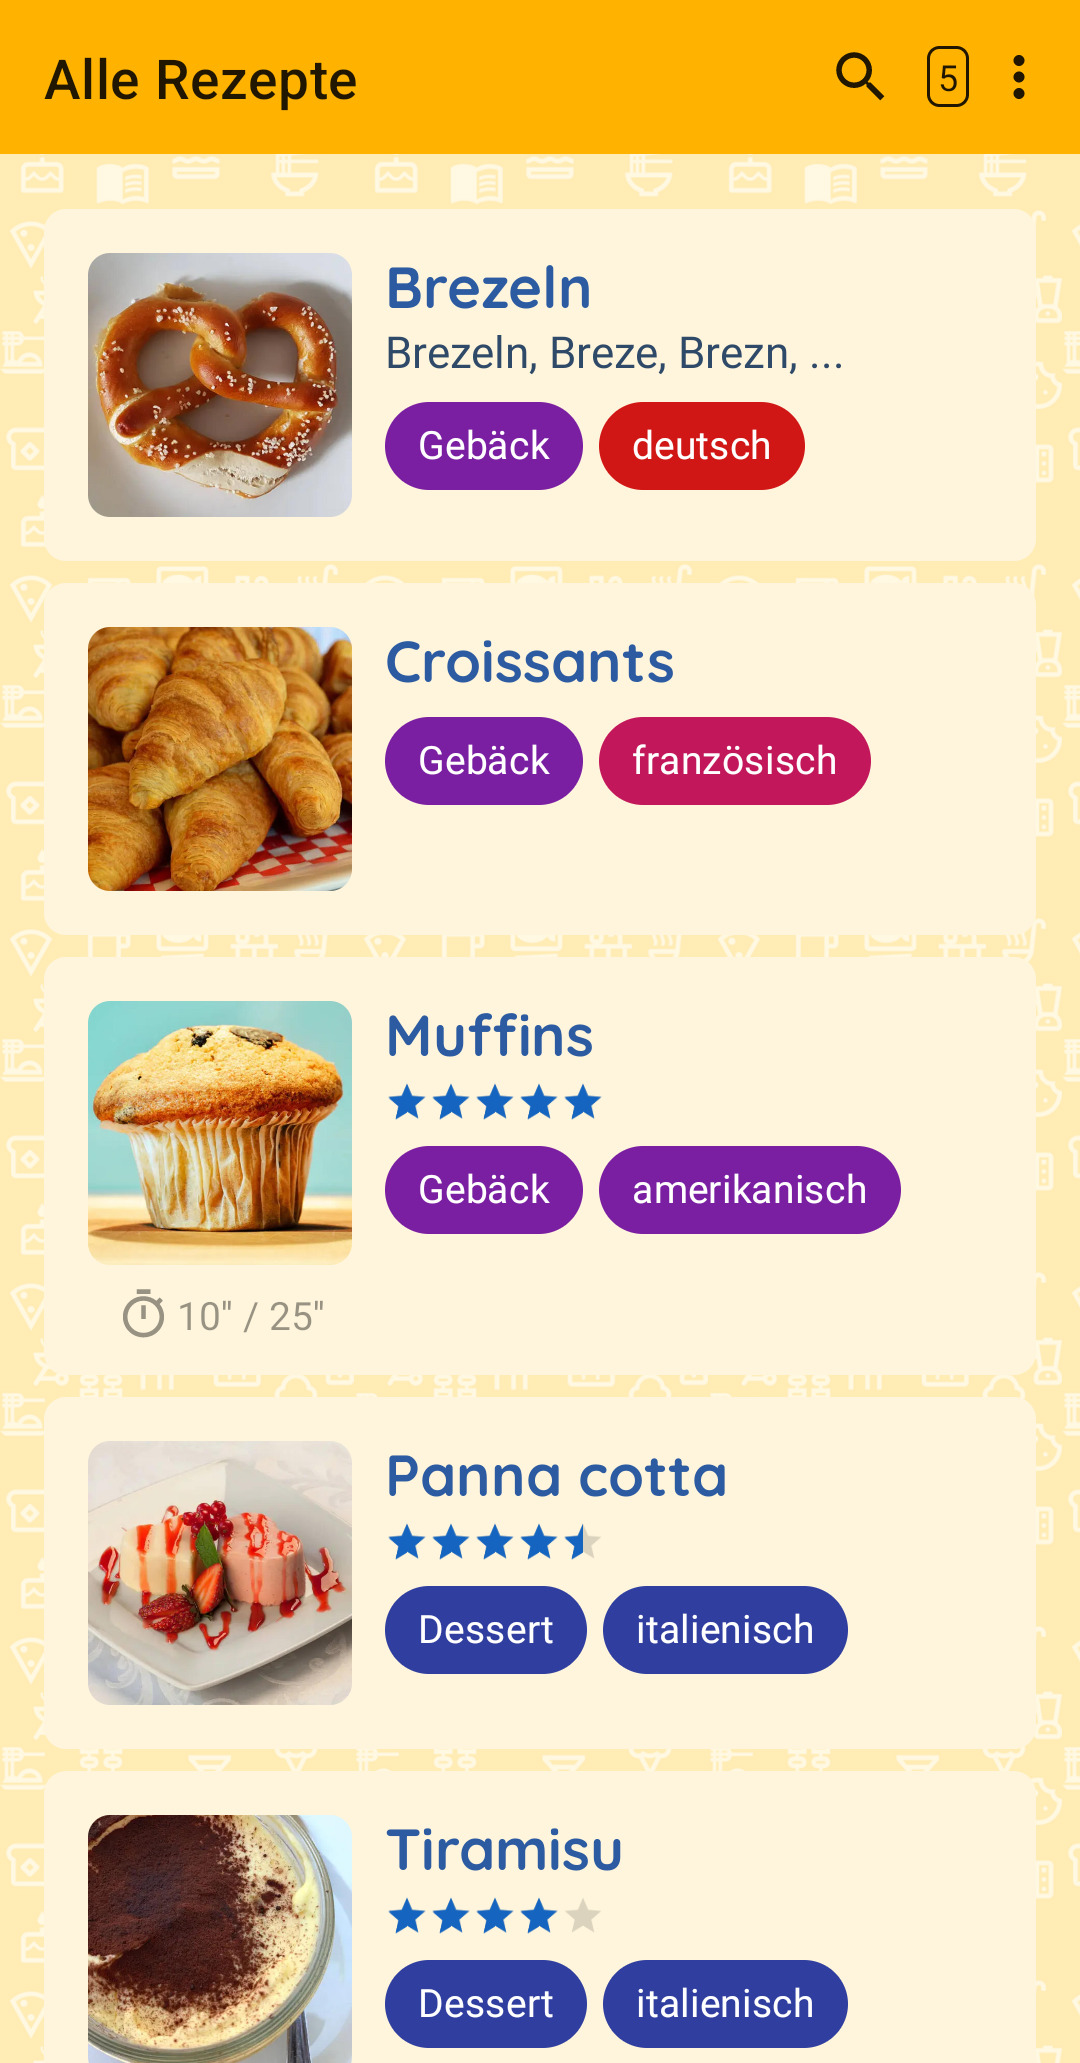 Alle Rezepte
5
Brezeln
Brezeln, Breze, Brezn, ...
Gebäck deutsch
Croissants
Gebäck französisch
Muffins
Gebäck amerikanisch
10" / 25"
Panna cotta
Dessert italienisch
Tiramisu
Dessert italienisch